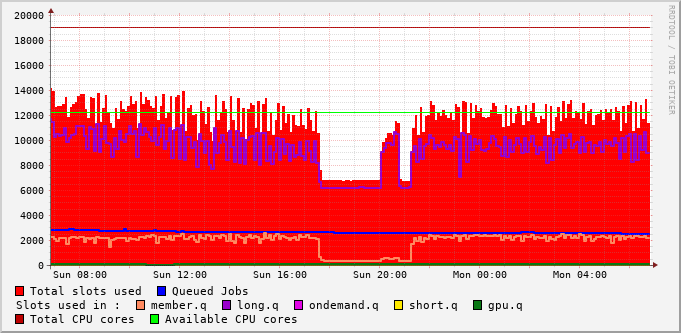 20000
18000
16000
14000
12000
10000
8000
6000
4000
2000
0
Sun 08:00 Sun 12:00 Sun 16:00 Sun 20:00 Mon 00:00 Mon 04:00
RRDTOOL / TOBI OETIKER
Total slots used Queued Jobs
Slots used in : member.q long.q ondemand.q short.q gpu.q
Total CPU cores Available CPU cores